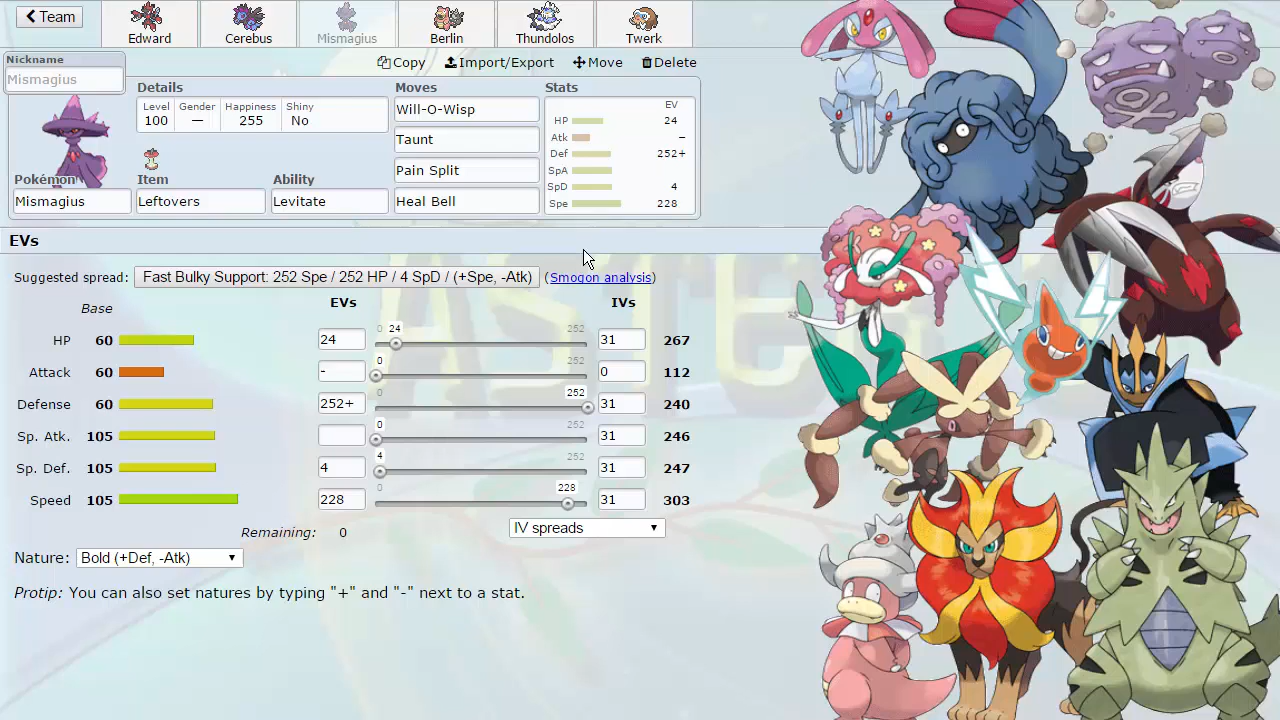 Team
Edward
Cerebus
Mismagius
Berlin
Thundolos
Twerk
Nickname
Mismagius
Copy
Import/Export
Move
Delete
Details
Level
100
Gender
—
Happiness
255
Shiny
No
Pokémon
Mismagius
Item
Leftovers
Ability
Levitate
Moves
Will-O-Wisp
Taunt
Pain Split
Heal Bell
Stats
EV
HP 24
Atk –
Def 252+
SpA
SpD 4
Spe 228
EVs
Suggested spread: Fast Bulky Support: 252 Spe / 252 HP / 4 SpD / (+Spe, -Atk) (Smogon analysis)
Base EVs IVs
HP 60 24 0 24 252 31 267
Attack 60 - 0 252 0 112
Defense 60 252+ 0 252 31 240
Sp. Atk. 105 0 252 31 246
Sp. Def. 105 4 4 252 31 247
Speed 105 228 0 228 252 31 303
Remaining: 0
IV spreads
Nature: Bold (+Def, -Atk)
Protip: You can also set natures by typing "+" and "-" next to a stat.